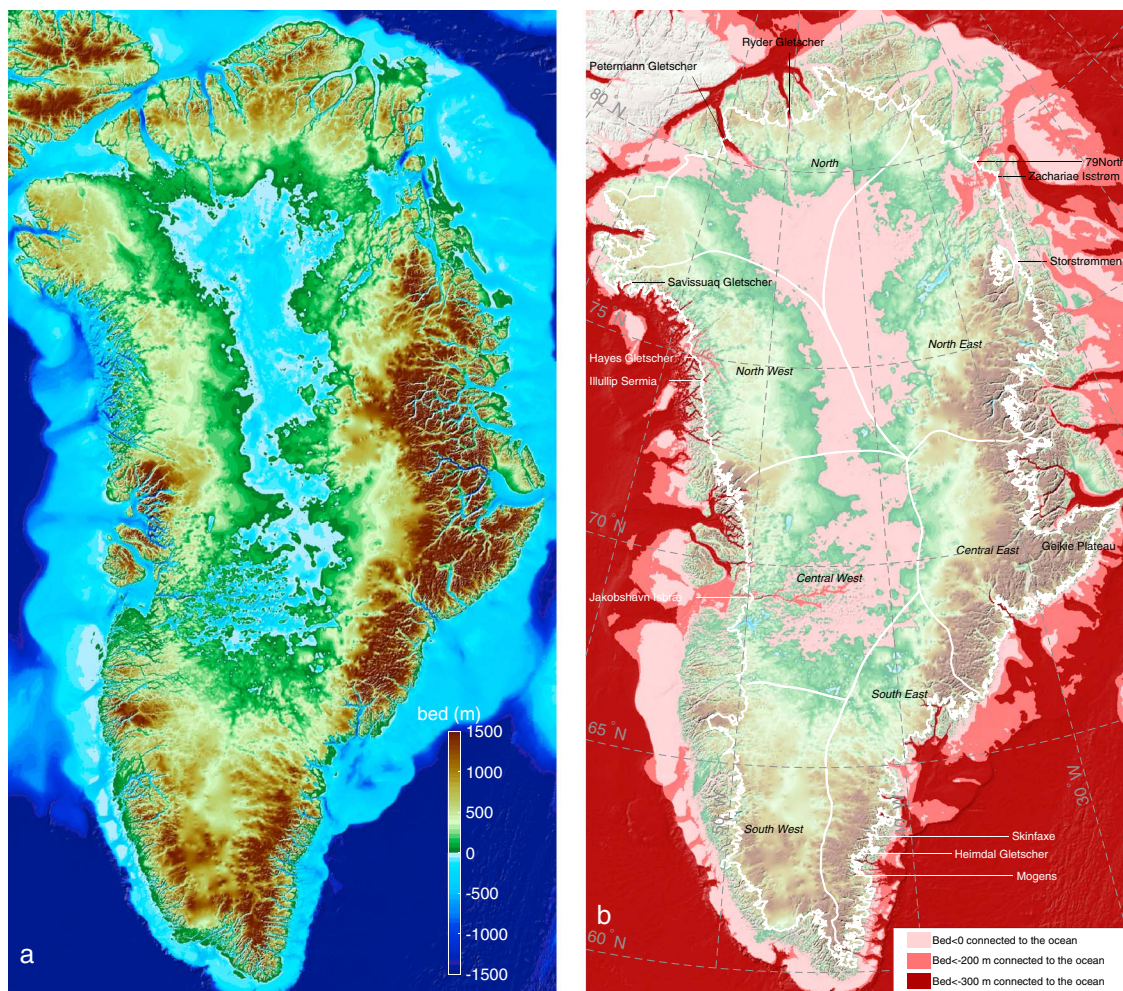 bed (m)
1500
1000
500
0
-500
-1000
-1500
a
Ryder Gletscher
Petermann Gletscher
80°N
North
79North
Zachariae Isstrøm
Storstrømmen
Savissuaq Gletscher
75°N
Hayes Gletscher
North East
North West
Illullip Sermia
70°N
Central East
Geikie Plateau
Central West
Jakobshavn Isbræ
South East
65°N
30°W
South West
Skinfaxe
Heimdal Gletscher
Mogens
b
60°N
Bed<0 connected to the ocean
Bed<-200 m connected to the ocean
Bed<-300 m connected to the ocean